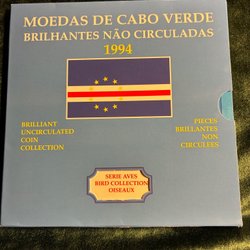 MOEDAS DE CABO VERDE
BRILHANTES NÃO CIRCULADAS
1994
BRILLIANT
UNCIRCULATED
COIN
COLLECTION
PIECES
BRILLANTES
NON
CIRCULEES
SERIE AVES
BIRD COLLECTION
OISEAUX